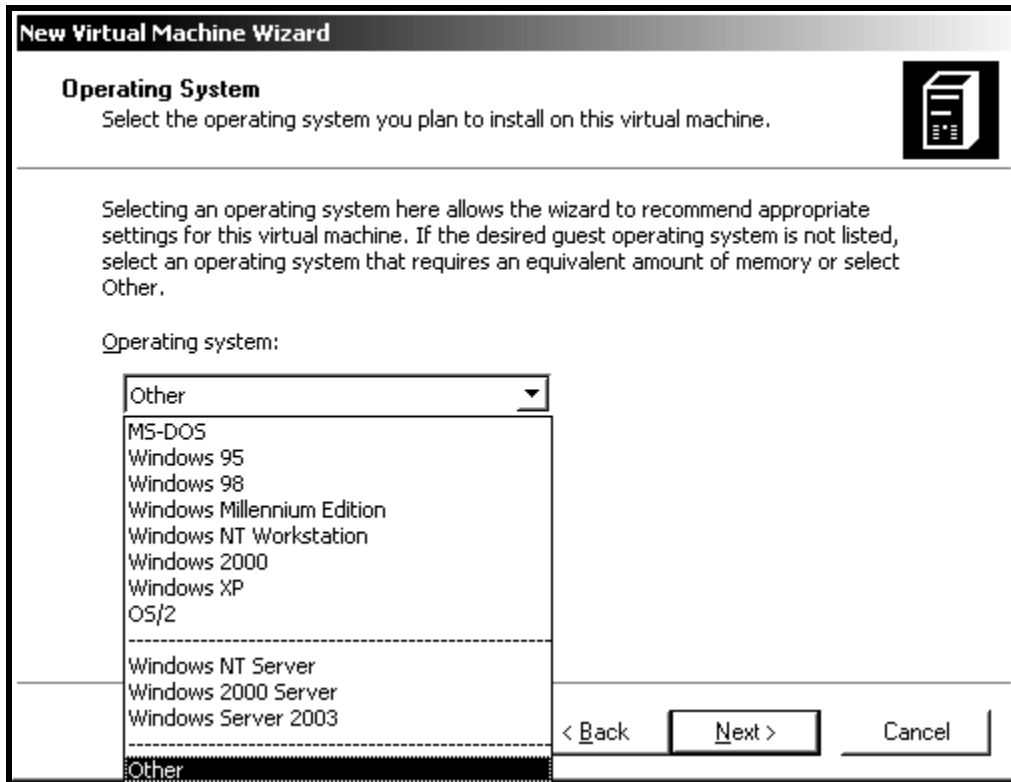 New Virtual Machine Wizard
Operating System
Select the operating system you plan to install on this virtual machine.
Selecting an operating system here allows the wizard to recommend appropriate
settings for this virtual machine. If the desired guest operating system is not listed,
select an operating system that requires an equivalent amount of memory or select
Other.
Operating system:
Other
MS-DOS
Windows 95
Windows 98
Windows Millennium Edition
Windows NT Workstation
Windows 2000
Windows XP
OS/2
Windows NT Server
Windows 2000 Server
Windows Server 2003
Other
< Back
Next >
Cancel